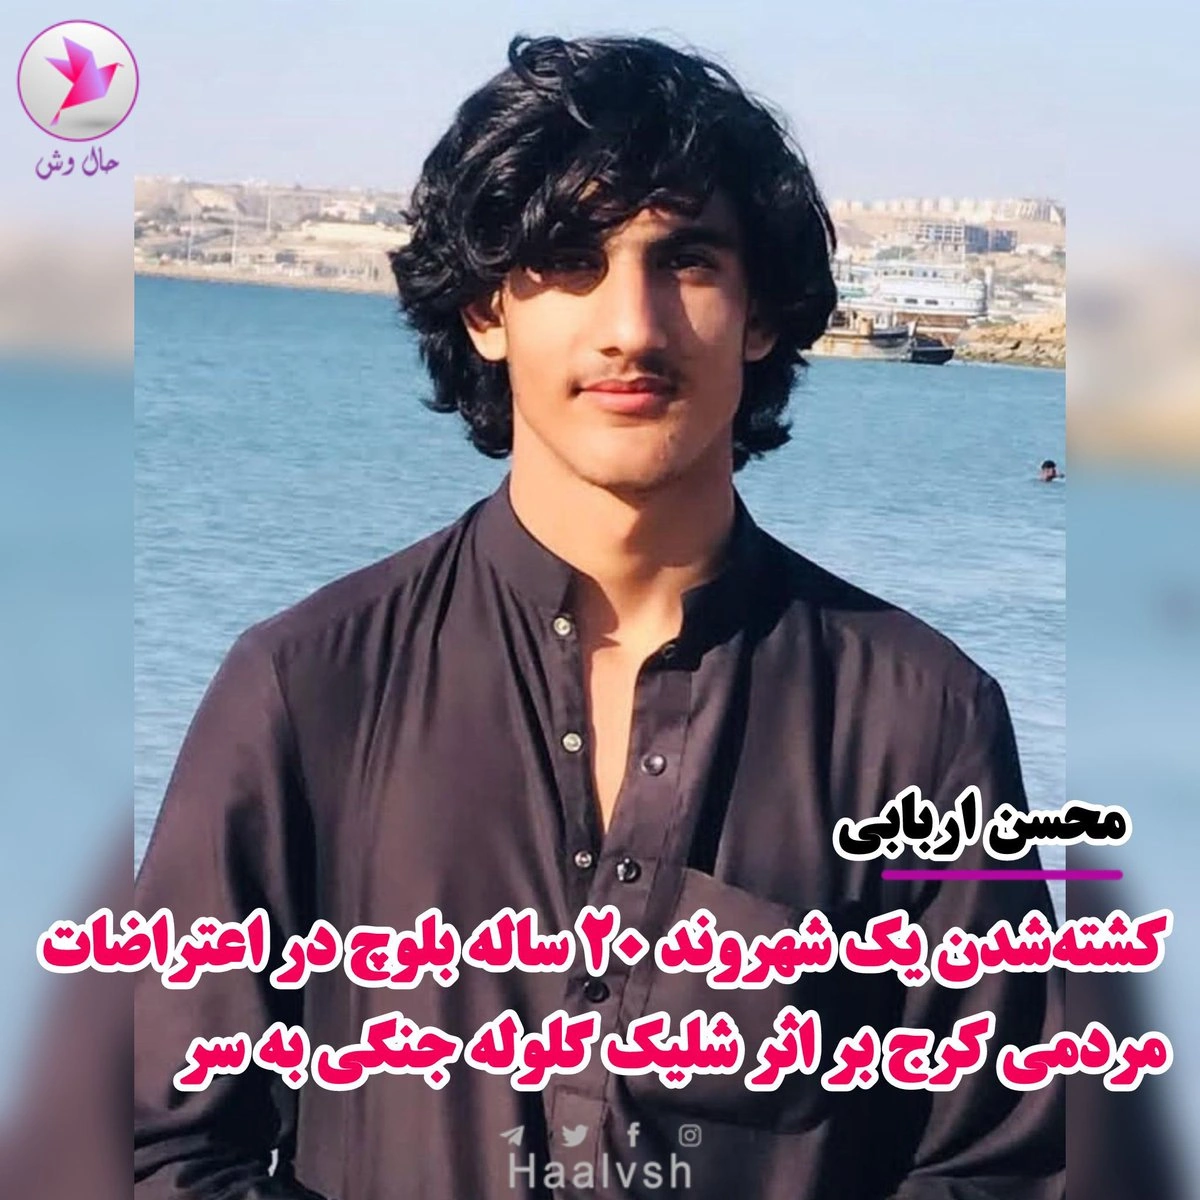 حال وش
محسن اربابی
کشته‌شدن یک شهروند ۲۰ ساله بلوچ در اعتراضات
مردمی کرج بر اثر شلیک گلوله جنگی به سر
Haalvsh